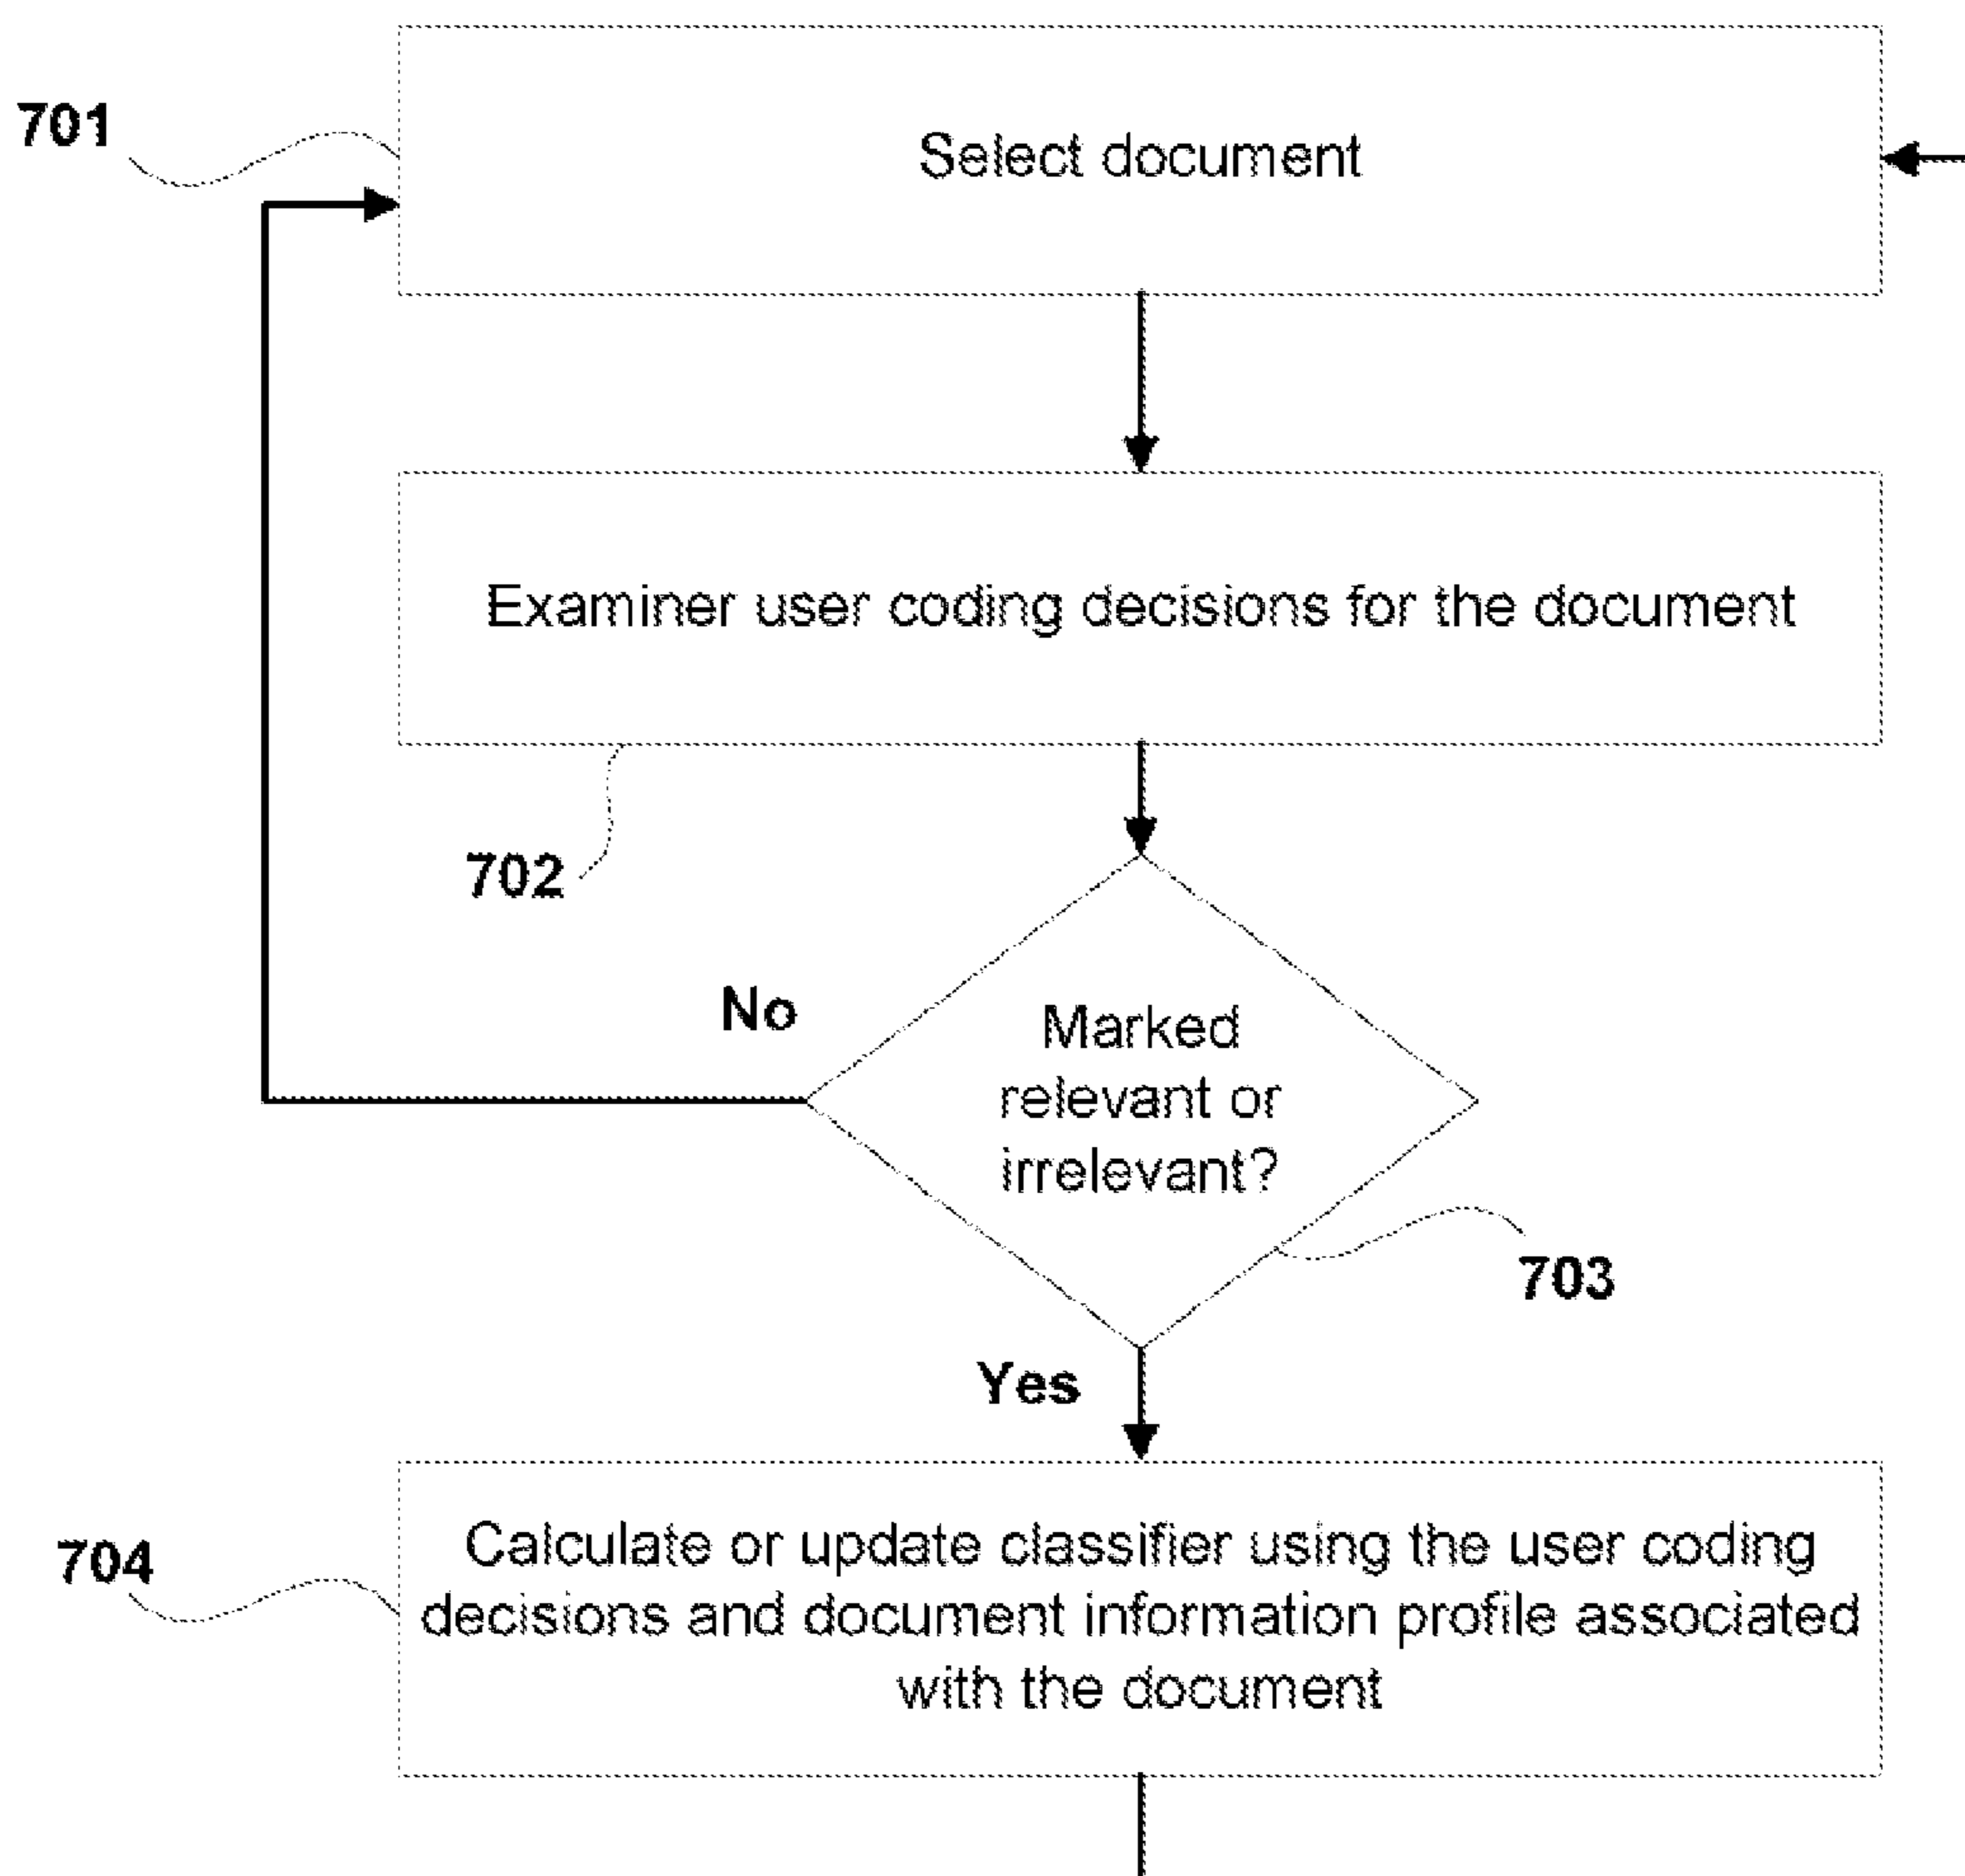 701
Select document
Examiner user coding decisions for the document
702
No
Marked
relevant or
irrelevant?
703
Yes
704
Calculate or update classifier using the user coding
decisions and document information profile associated
with the document